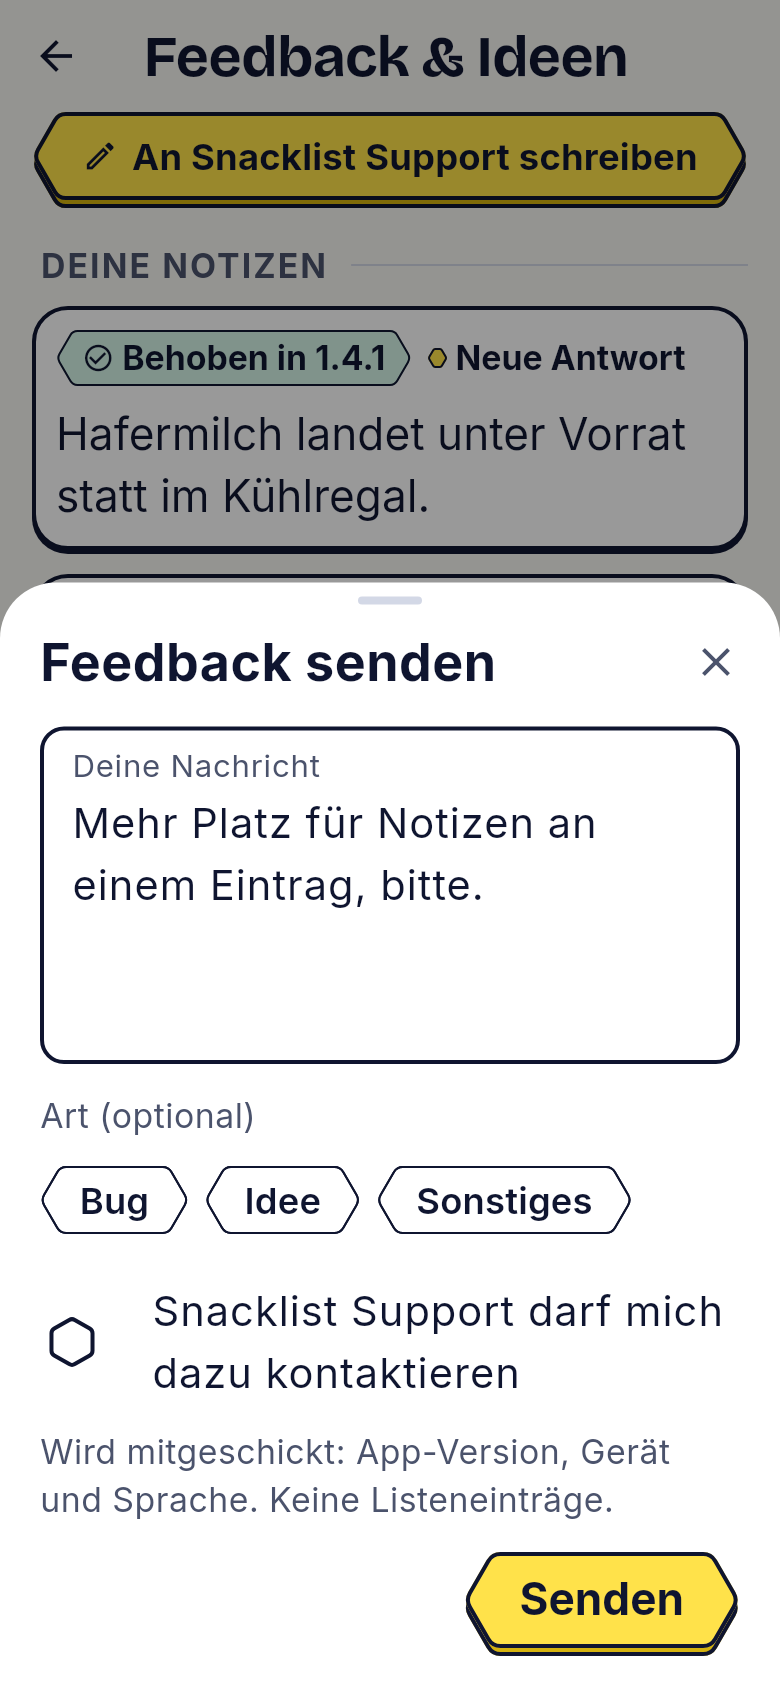 Feedback & Ideen
An Snacklist Support schreiben
DEINE NOTIZEN
Behoben in 1.4.1
Neue Antwort
Hafermilch landet unter Vorrat
statt im Kühlregal.
Feedback senden
Deine Nachricht
Mehr Platz für Notizen an
einem Eintrag, bitte.
Art (optional)
Bug
Idee
Sonstiges
Snacklist Support darf mich
dazu kontaktieren
Wird mitgeschickt: App-Version, Gerät
und Sprache. Keine Listeneinträge.
Senden